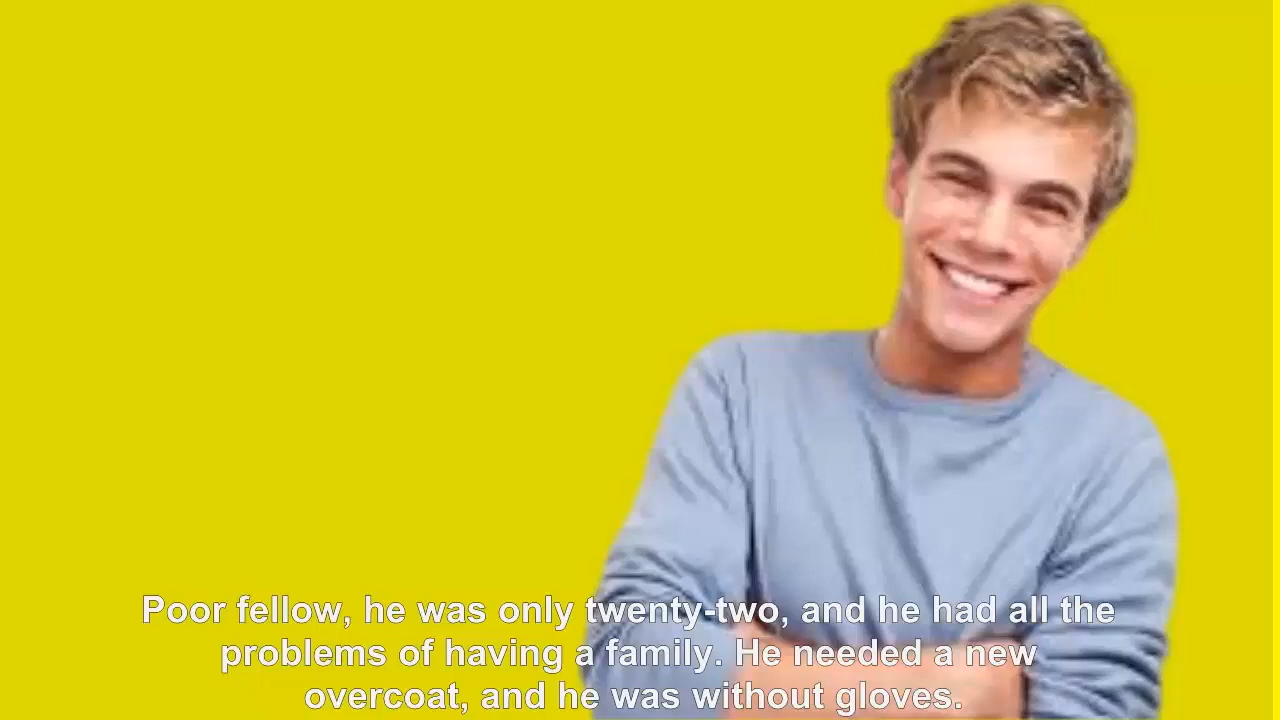 Poor fellow, he was only twenty-two, and he had all the
problems of having a family. He needed a new
overcoat, and he was without gloves.